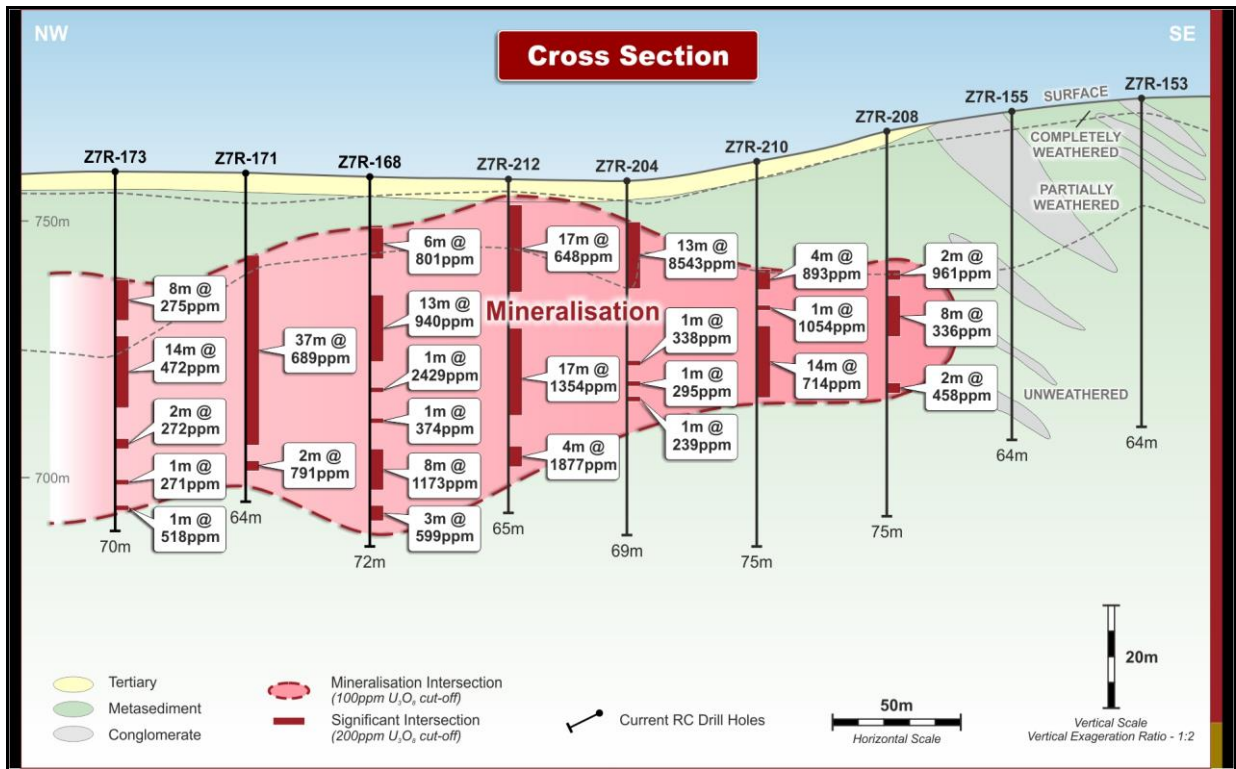 NW
SE
Cross Section
Z7R-173
Z7R-171
Z7R-168
Z7R-212
Z7R-204
Z7R-210
Z7R-208
Z7R-155
SURFACE
Z7R-153
COMPLETELY
WEATHERED
PARTIALLY
WEATHERED
UNWEATHERED
750m
700m
Mineralisation
8m @
275ppm
14m @
472ppm
2m @
272ppm
1m @
271ppm
1m @
518ppm
70m
37m @
689ppm
2m @
791ppm
64m
6m @
801ppm
13m @
940ppm
1m @
2429ppm
1m @
374ppm
8m @
1173ppm
3m @
599ppm
72m
17m @
648ppm
17m @
1354ppm
4m @
1877ppm
65m
13m @
8543ppm
1m @
338ppm
1m @
295ppm
1m @
239ppm
69m
4m @
893ppm
1m @
1054ppm
14m @
714ppm
75m
2m @
961ppm
8m @
336ppm
2m @
458ppm
75m
64m
64m
Tertiary
Metasediment
Conglomerate
Mineralisation Intersection
(100ppm U₃O₈ cut-off)
Significant Intersection
(200ppm U₃O₈ cut-off)
Current RC Drill Holes
50m
Horizontal Scale
20m
Vertical Scale
Vertical Exageration Ratio - 1:2